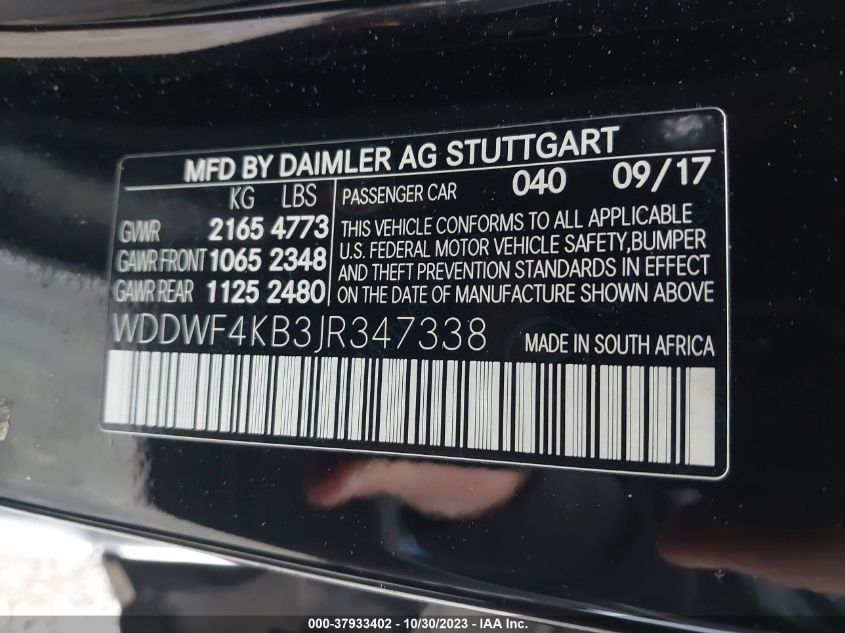 MFD BY DAIMLER AG STUTTGART
KG LBS
GVWR 2165 4773
GAWR FRONT 1065 2348
GAWR REAR 1125 2480
PASSENGER CAR 040 09/17
THIS VEHICLE CONFORMS TO ALL APPLICABLE
U.S. FEDERAL MOTOR VEHICLE SAFETY,BUMPER
AND THEFT PREVENTION STANDARDS IN EFFECT
ON THE DATE OF MANUFACTURE SHOWN ABOVE
WDDWF4KB3JR347338 MADE IN SOUTH AFRICA
000-37933402 - 10/30/2023 - IAA Inc.